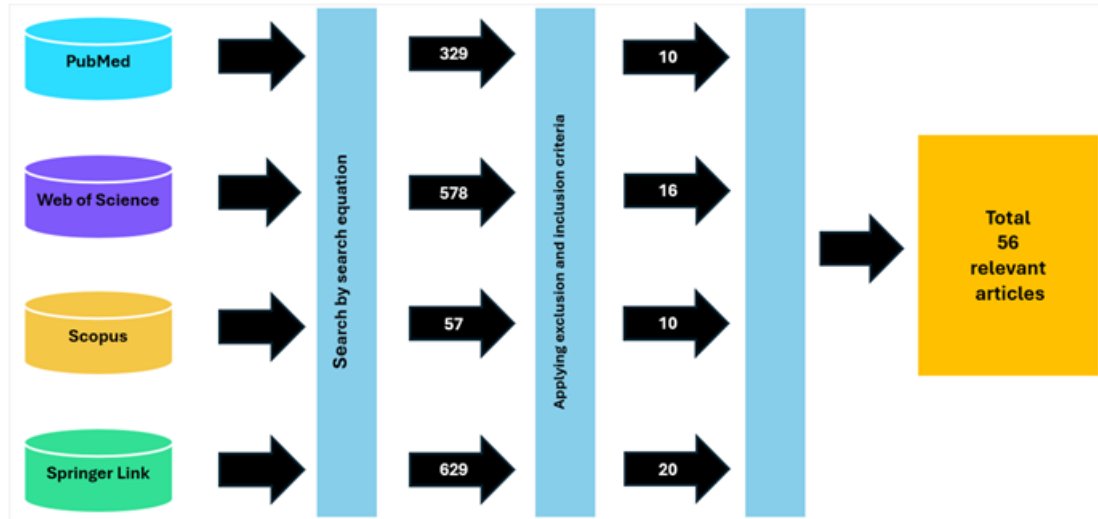 PubMed
329
10
Web of Science
578
16
Scopus
57
10
Springer Link
629
20
Search by search equation
Applying exclusion and inclusion criteria
Total
56
relevant
articles